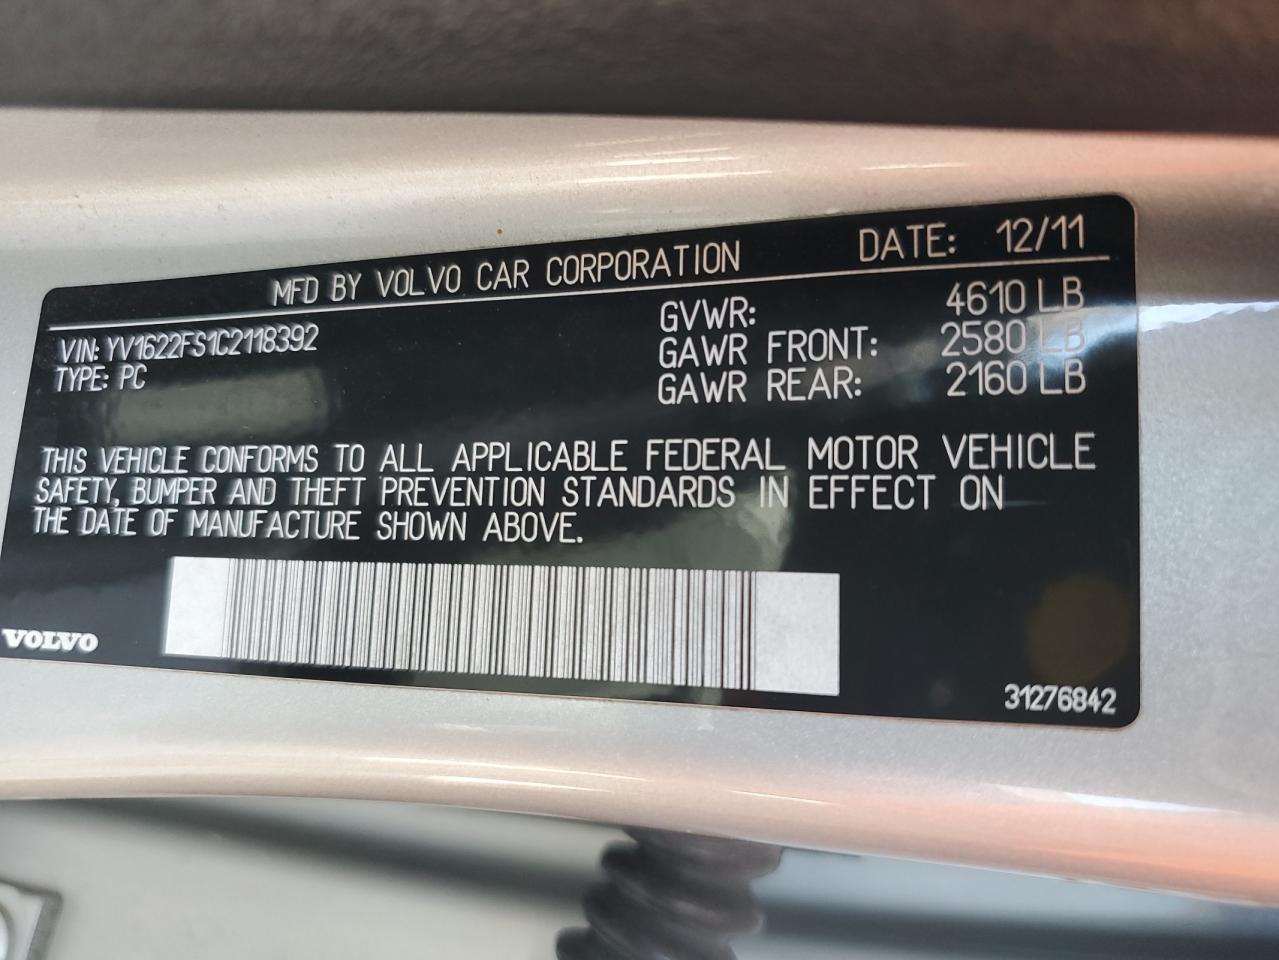 MFD BY VOLVO CAR CORPORATION DATE: 12/11
VIN: YV1622FS1C2118392 GVWR: 4610 LB
TYPE: PC GAWR FRONT: 2580 LB
GAWR REAR: 2160 LB
THIS VEHICLE CONFORMS TO ALL APPLICABLE FEDERAL MOTOR VEHICLE
SAFETY, BUMPER AND THEFT PREVENTION STANDARDS IN EFFECT ON
THE DATE OF MANUFACTURE SHOWN ABOVE.
VOLVO
31276842